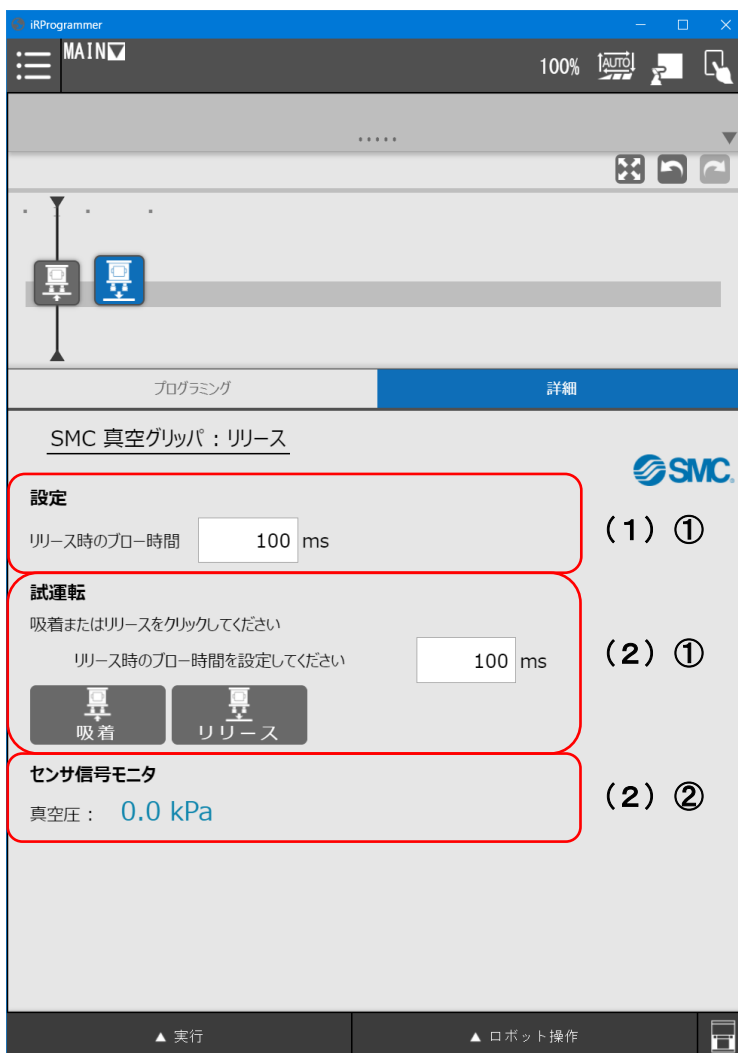 iRProgrammer
MAIN
100% AUTO
プログラミング 詳細
SMC 真空グリッパ : リリース
SMC.
設定
(1) ①
リリース時のブロー時間 100 ms
試運転
吸着またはリリースをクリックしてください
リリース時のブロー時間を設定してください 100 ms
(2) ①
吸着 リリース
センサ信号モニタ
(2) ②
真空圧 : 0.0 kPa
▲ 実行 ▲ ロボット操作